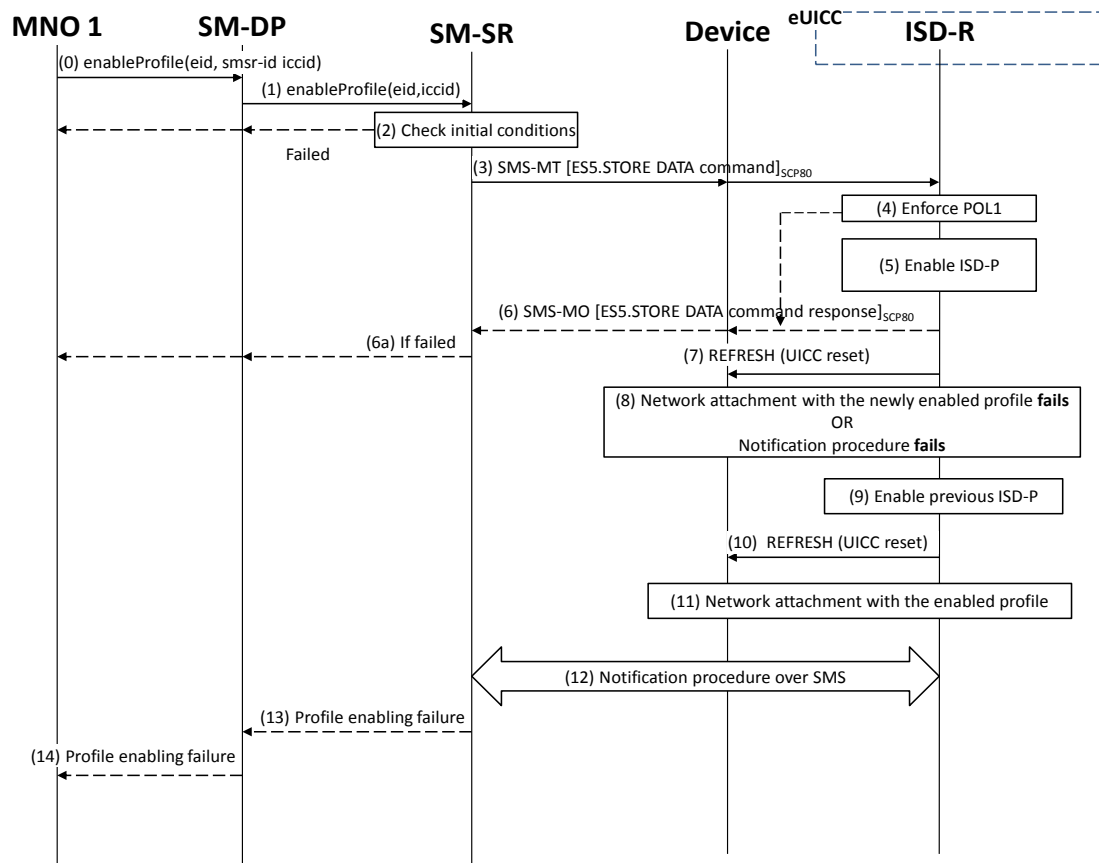 eUICC
MNO 1
SM-DP
SM-SR
Device
ISD-R
(0) enableProfile(eid, smsr-id iccid)
(1) enableProfile(eid,iccid)
(2) Check initial conditions
Failed
(3) SMS-MT [ES5.STORE DATA command]SCP80
(4) Enforce POL1
(5) Enable ISD-P
(6) SMS-MO [ES5.STORE DATA command response]SCP80
(6a) If failed
(7) REFRESH (UICC reset)
(8) Network attachment with the newly enabled profile fails
OR
Notification procedure fails
(9) Enable previous ISD-P
(10) REFRESH (UICC reset)
(11) Network attachment with the enabled profile
(12) Notification procedure over SMS
(13) Profile enabling failure
(14) Profile enabling failure